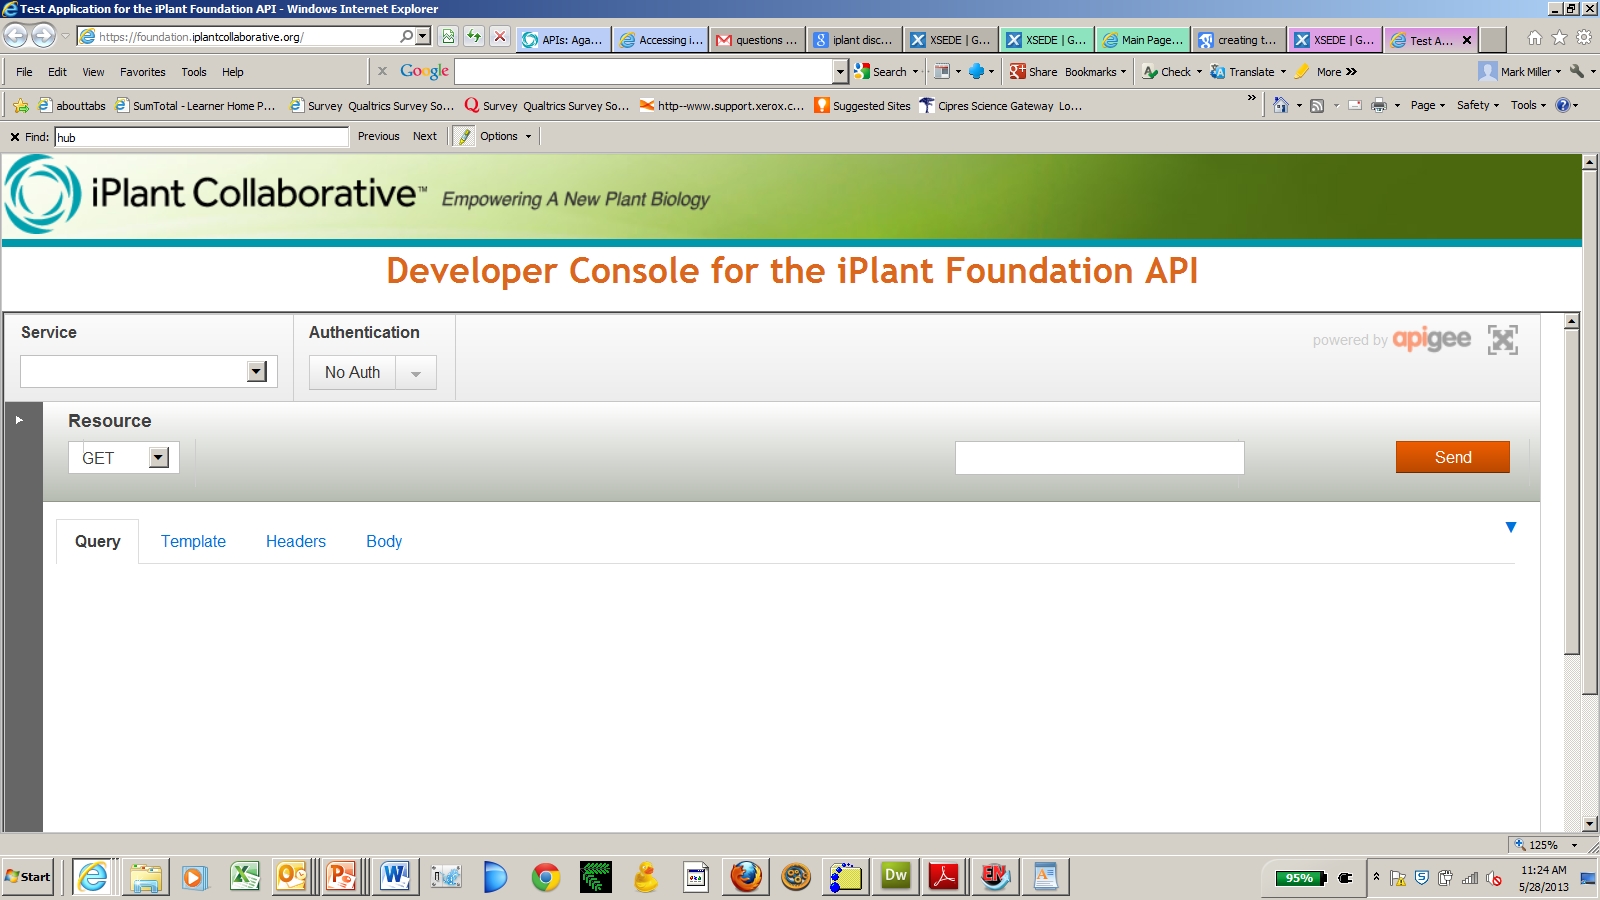 Test Application for the iPlant Foundation API - Windows Internet Explorer
https://foundation.iplantcollaborative.org/
APIs: Aga...
Accessing i...
questions ...
iplant disc...
XSEDE | G...
XSEDE | G...
Main Page...
creating t...
XSEDE | G...
Test A...
File Edit View Favorites Tools Help
x Google
Search
Share
Bookmarks
Check
Translate
More »
Mark Miller
abouttabs
SumTotal - Learner Home P...
Survey Qualtrics Survey So...
Survey Qualtrics Survey So...
http--www.support.xerox.c...
Suggested Sites
Cipres Science Gateway Lo...
»
Page Safety Tools
Find: hub
Previous Next Options
iPlant Collaborative™ Empowering A New Plant Biology
Developer Console for the iPlant Foundation API
Service
Authentication
No Auth
powered by apigee
Resource
GET
Send
Query Template Headers Body
125%
Start
Dw
95%
11:24 AM
5/28/2013